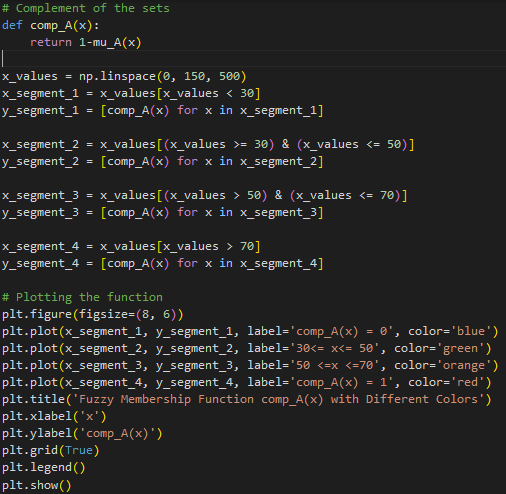 # Complement of the sets
def comp_A(x):
    return 1-mu_A(x)

x_values = np.linspace(0, 150, 500)
x_segment_1 = x_values[x_values < 30]
y_segment_1 = [comp_A(x) for x in x_segment_1]

x_segment_2 = x_values[(x_values >= 30) & (x_values <= 50)]
y_segment_2 = [comp_A(x) for x in x_segment_2]

x_segment_3 = x_values[(x_values > 50) & (x_values <= 70)]
y_segment_3 = [comp_A(x) for x in x_segment_3]

x_segment_4 = x_values[x_values > 70]
y_segment_4 = [comp_A(x) for x in x_segment_4]

# Plotting the function
plt.figure(figsize=(8, 6))
plt.plot(x_segment_1, y_segment_1, label='comp_A(x) = 0', color='blue')
plt.plot(x_segment_2, y_segment_2, label='30<= x<= 50', color='green')
plt.plot(x_segment_3, y_segment_3, label='50 <=x <=70', color='orange')
plt.plot(x_segment_4, y_segment_4, label='comp_A(x) = 1', color='red')
plt.title('Fuzzy Membership Function comp_A(x) with Different Colors')
plt.xlabel('x')
plt.ylabel('comp_A(x)')
plt.grid(True)
plt.legend()
plt.show()